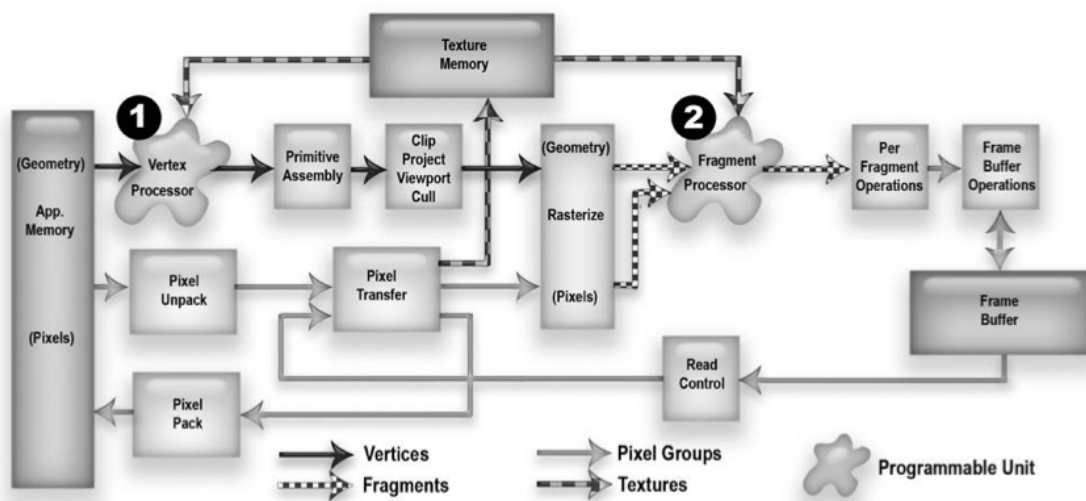 Texture
Memory
1
2
(Geometry)
App.
Memory
(Pixels)
Vertex
Processor
Primitive
Assembly
Clip
Project
Viewport
Cull
(Geometry)
Rasterize
(Pixels)
Fragment
Processor
Per
Fragment
Operations
Frame
Buffer
Operations
Pixel
Unpack
Pixel
Transfer
Frame
Buffer
Read
Control
Pixel
Pack
Vertices
Fragments
Pixel Groups
Textures
Programmable Unit